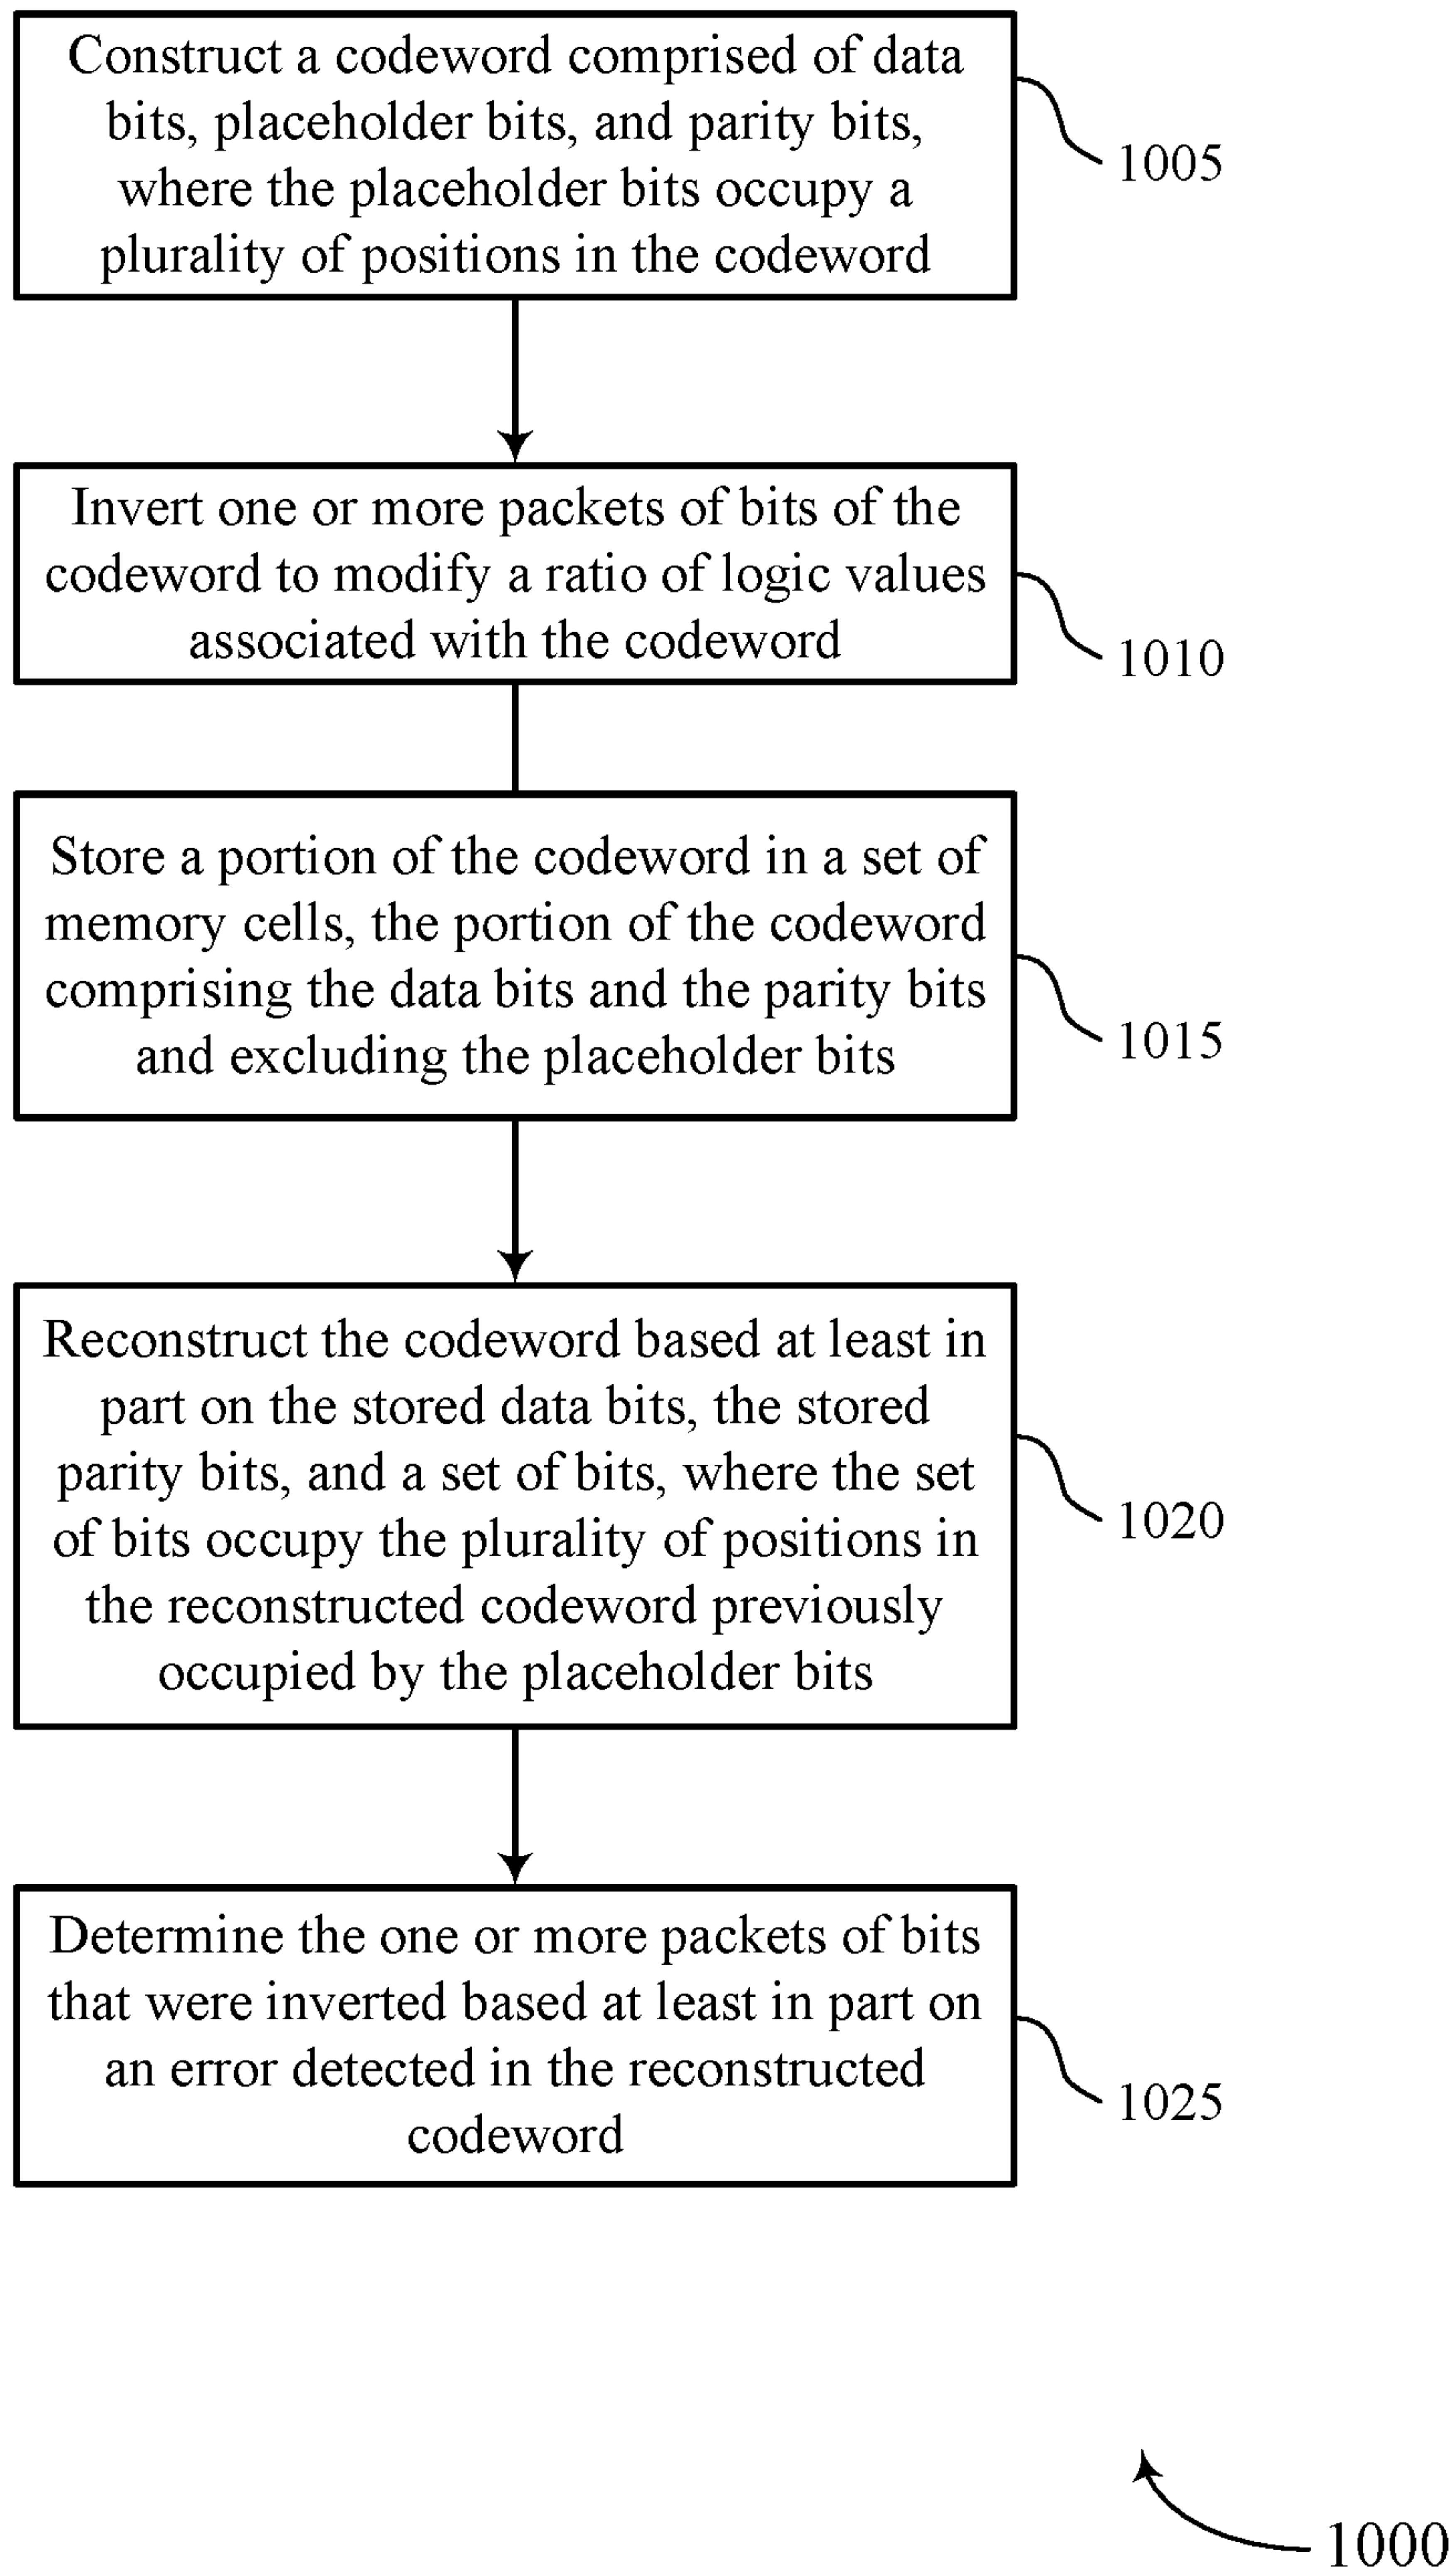 Construct a codeword comprised of data
bits, placeholder bits, and parity bits,
where the placeholder bits occupy a
plurality of positions in the codeword
1005
Invert one or more packets of bits of the
codeword to modify a ratio of logic values
associated with the codeword
1010
Store a portion of the codeword in a set of
memory cells, the portion of the codeword
comprising the data bits and the parity bits
and excluding the placeholder bits
1015
Reconstruct the codeword based at least in
part on the stored data bits, the stored
parity bits, and a set of bits, where the set
of bits occupy the plurality of positions in
the reconstructed codeword previously
occupied by the placeholder bits
1020
Determine the one or more packets of bits
that were inverted based at least in part on
an error detected in the reconstructed
codeword
1025
1000